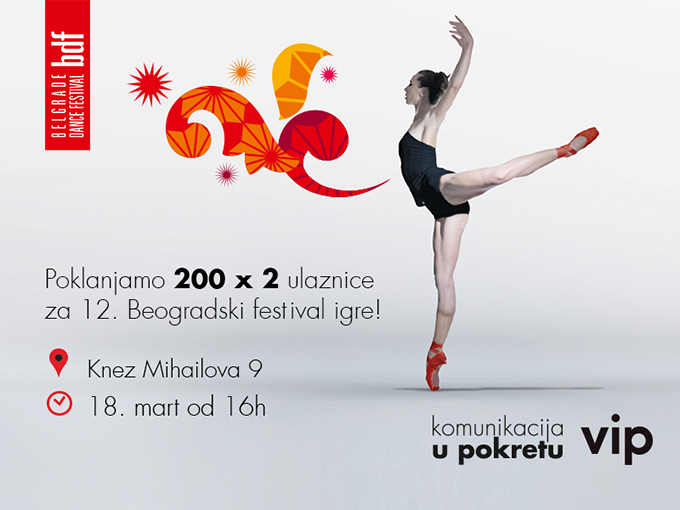 BELGRADE
DANCE FESTIVAL
bdf
Poklanjamo 200 x 2 ulaznice
za 12. Beogradski festival igre!
Knez Mihailova 9
18. mart od 16h
komunikacija
u pokretu
vip